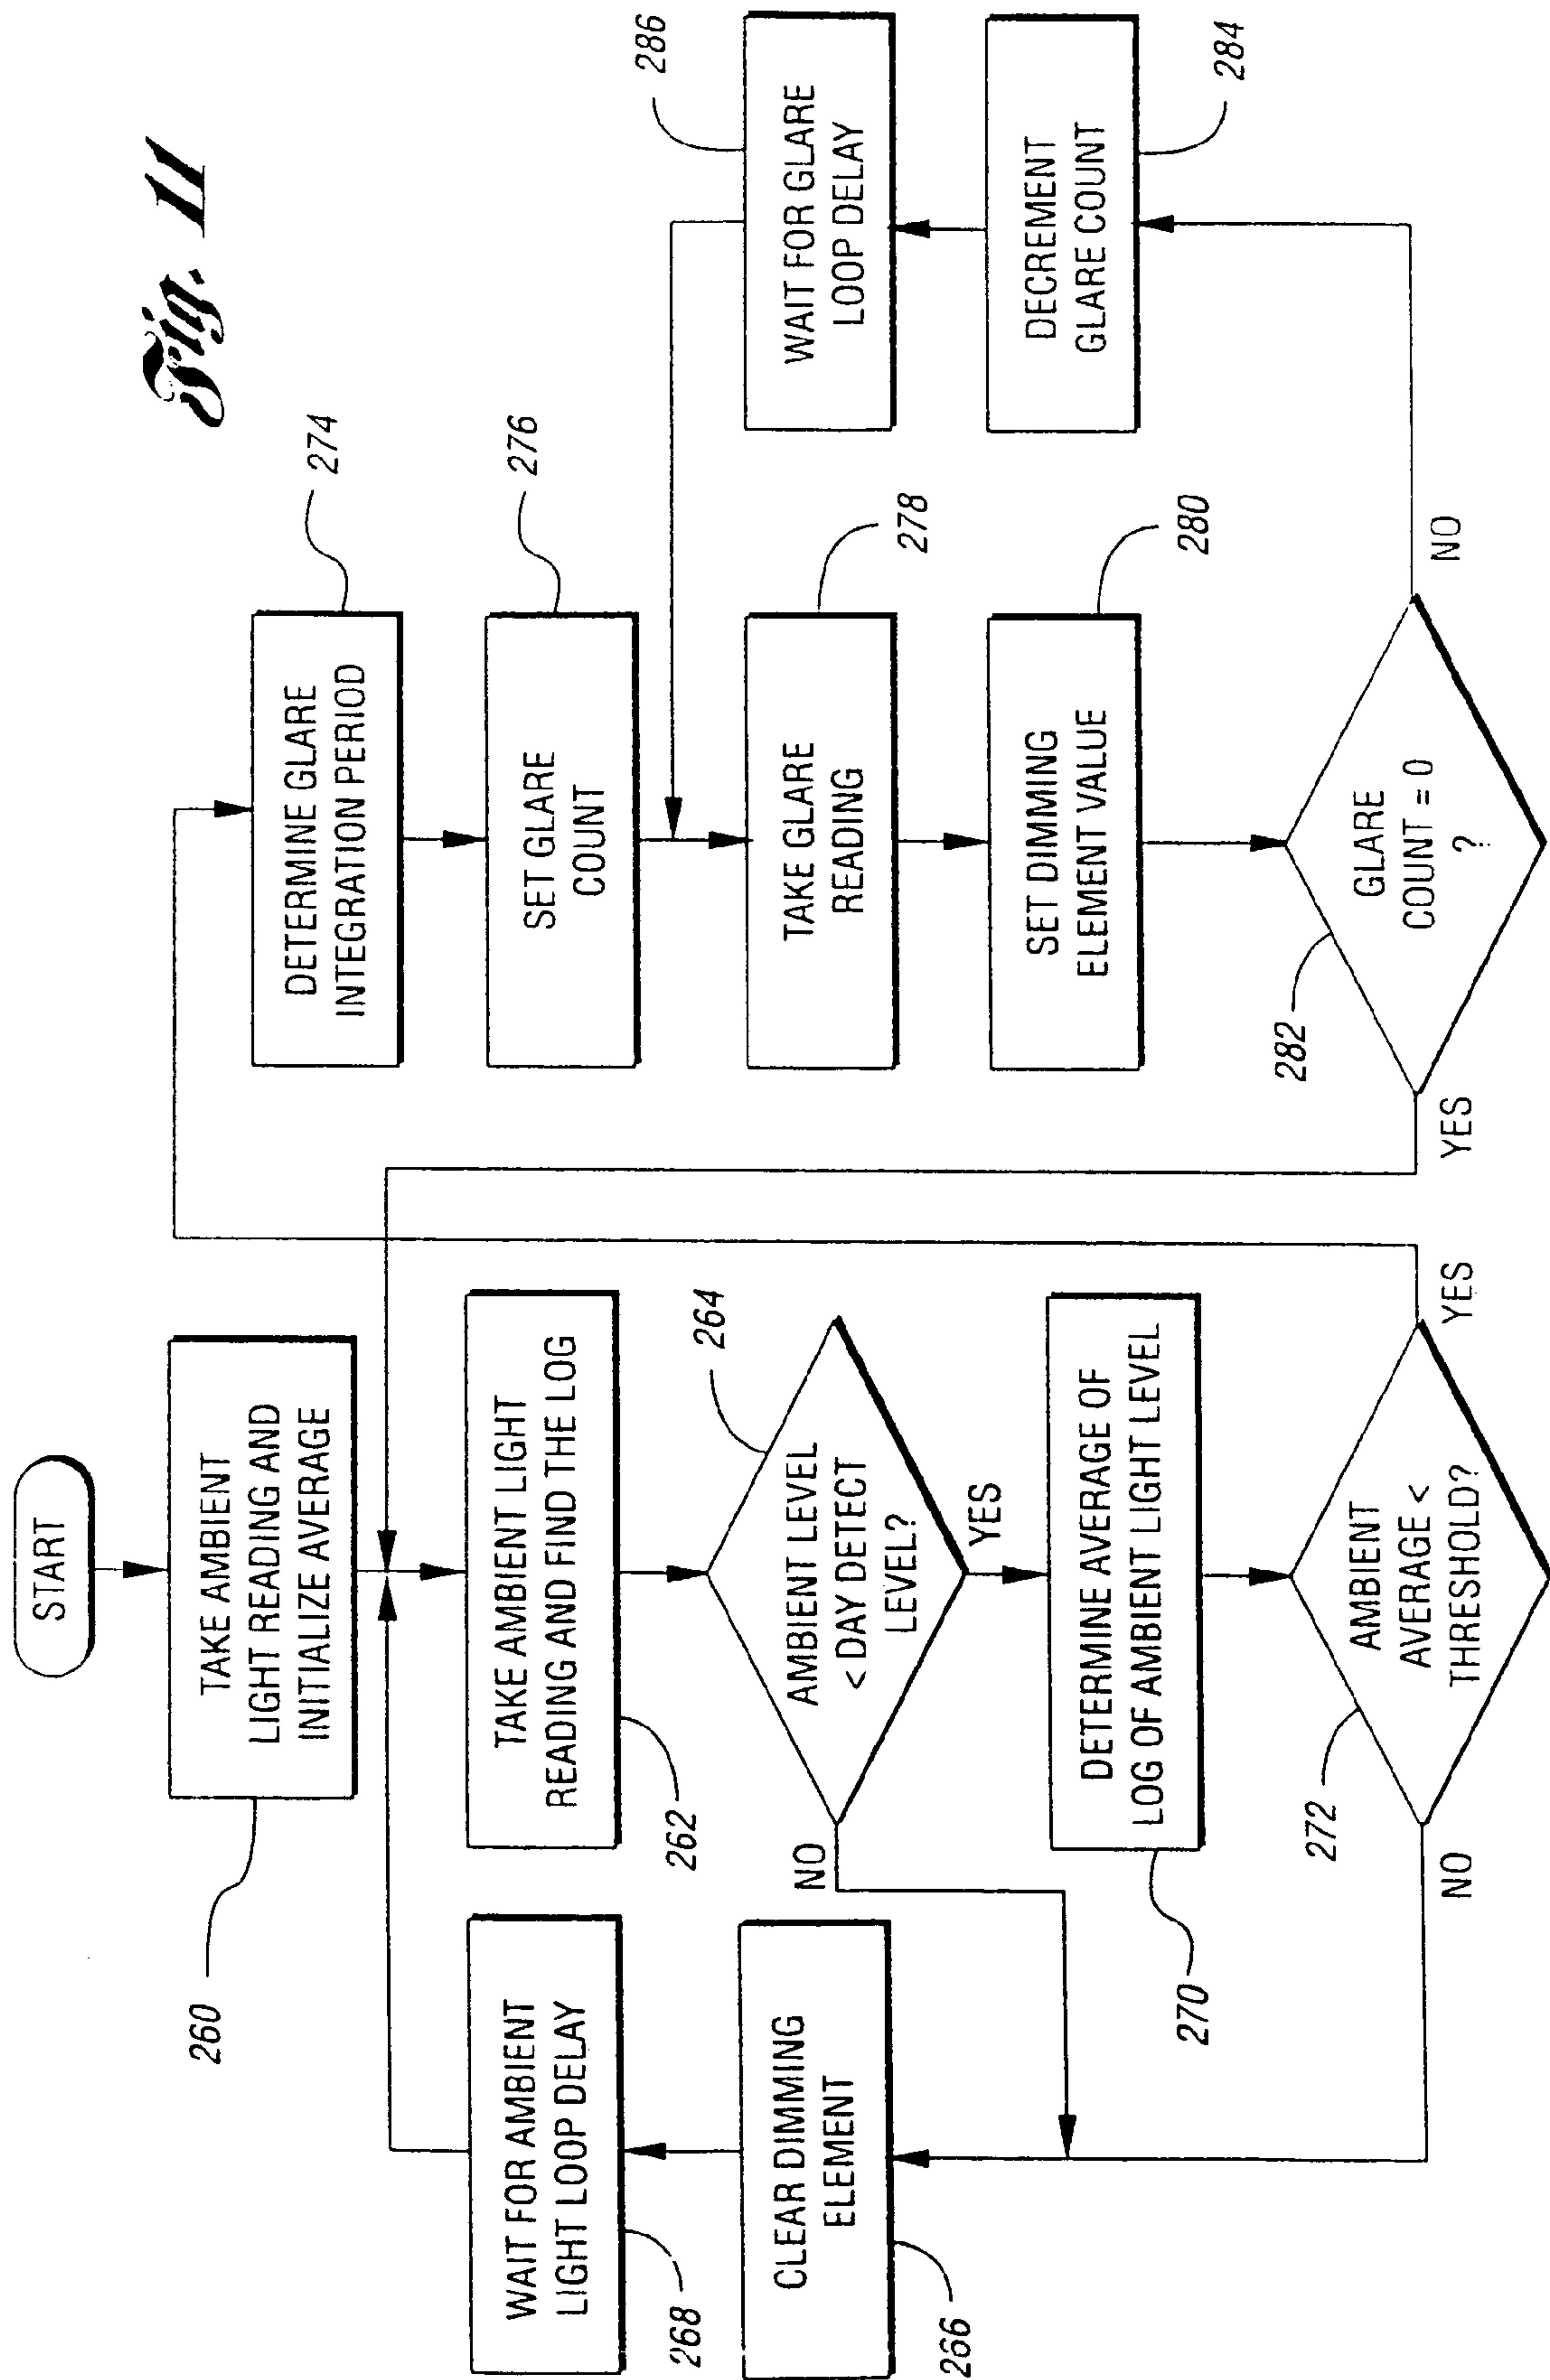 Fig. 11
START
TAKE AMBIENT
LIGHT READING AND
INITIALIZE AVERAGE
260
TAKE AMBIENT LIGHT
READING AND FIND THE LOG
262
AMBIENT LEVEL
< DAY DETECT
LEVEL?
264
NO
YES
WAIT FOR AMBIENT
LIGHT LOOP DELAY
268
CLEAR DIMMING
ELEMENT
266
DETERMINE AVERAGE OF
LOG OF AMBIENT LIGHT LEVEL
270
AMBIENT
AVERAGE <
THRESHOLD?
272
NO
YES
DETERMINE GLARE
INTEGRATION PERIOD
274
SET GLARE
COUNT
276
TAKE GLARE
READING
278
SET DIMMING
ELEMENT VALUE
280
GLARE
COUNT = 0
?
282
YES
NO
WAIT FOR GLARE
LOOP DELAY
286
DECREMENT
GLARE COUNT
284